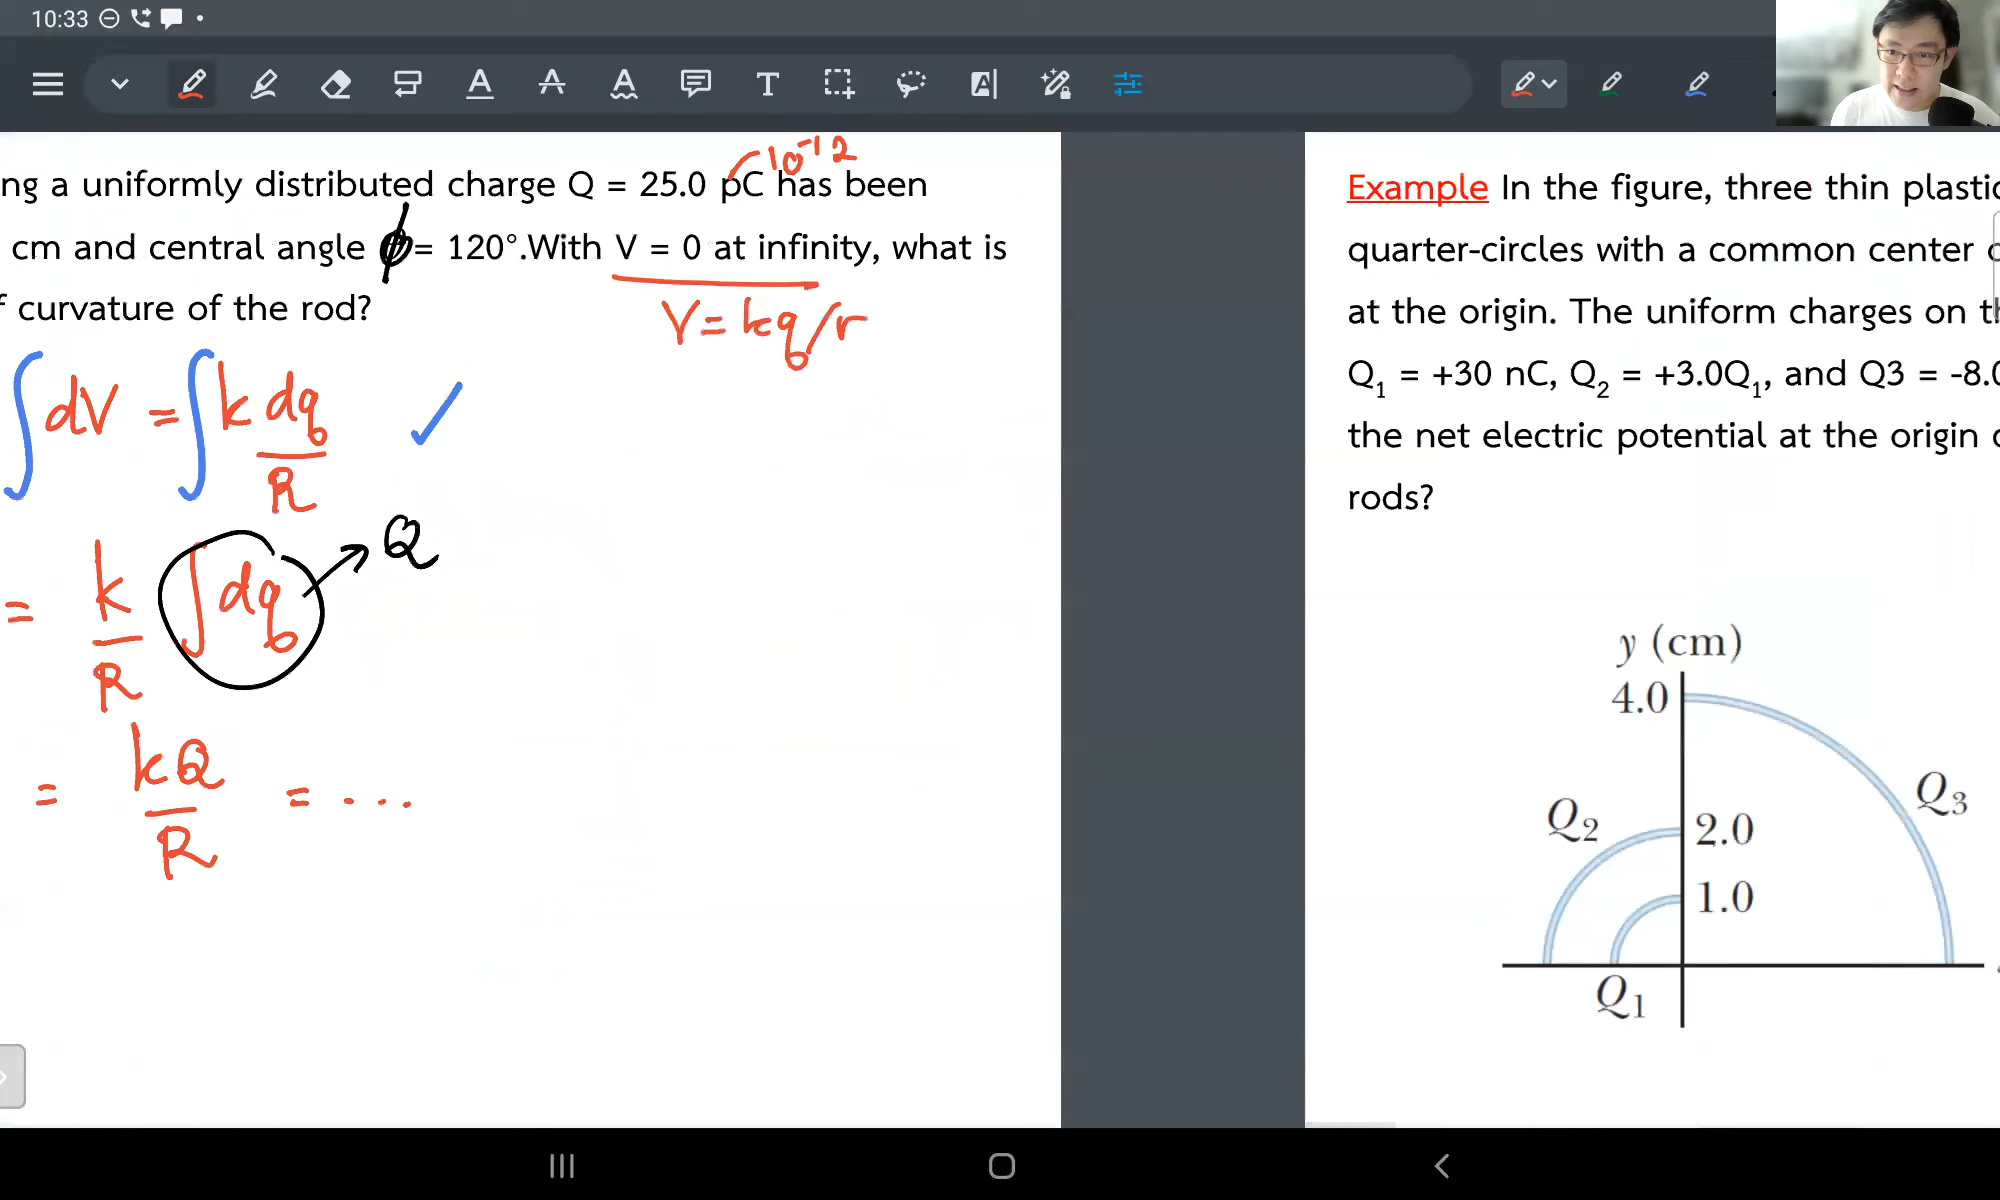 10:33
10⁻¹²
ng a uniformly distributed charge Q = 25.0 pC has been
cm and central angle ϕ = 120°.With V = 0 at infinity, what is
f curvature of the rod?
V = kq/r
∫dV = ∫ k dq / R ✓
= k/R ∫dq → Q
= kQ/R = ...
Example In the figure, three thin plastic
quarter-circles with a common center
at the origin. The uniform charges on th
Q₁ = +30 nC, Q₂ = +3.0Q₁, and Q3 = -8.0
the net electric potential at the origin
rods?
y (cm)
4.0
Q₃
Q₂
2.0
1.0
Q₁